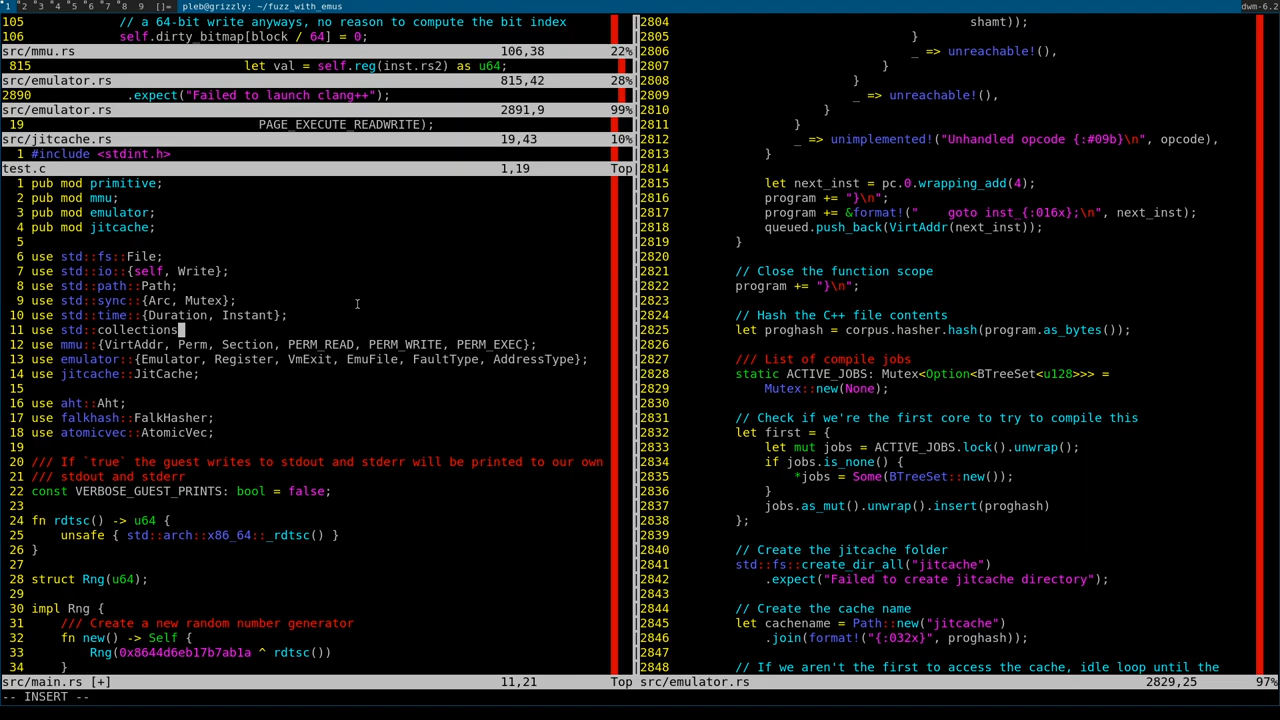 1 2 3 4 5 6 7 8 9 []= pleb@grizzly: ~/fuzz_with_emus dwm-6.2
105 // a 64-bit write anyways, no reason to compute the bit index
106 self.dirty_bitmap[block / 64] = 0;
src/mmu.rs 106,38 22%
815 let val = self.reg(inst.rs2) as u64;
src/emulator.rs 815,42 28%
2890 .expect("Failed to launch clang++");
src/emulator.rs 2891,9 99%
19 PAGE_EXECUTE_READWRITE);
src/jitcache.rs 19,43 10%
1 #include <stdint.h>
test.c 1,19 Top
1 pub mod primitive;
2 pub mod mmu;
3 pub mod emulator;
4 pub mod jitcache;
5
6 use std::fs::File;
7 use std::io::{self, Write};
8 use std::path::Path;
9 use std::sync::{Arc, Mutex};
10 use std::time::{Duration, Instant};
11 use std::collections
12 use mmu::{VirtAddr, Perm, Section, PERM_READ, PERM_WRITE, PERM_EXEC};
13 use emulator::{Emulator, Register, VmExit, EmuFile, FaultType, AddressType};
14 use jitcache::JitCache;
15
16 use aht::Aht;
17 use falkhash::FalkHasher;
18 use atomicvec::AtomicVec;
19
20 /// If `true` the guest writes to stdout and stderr will be printed to our own
21 /// stdout and stderr
22 const VERBOSE_GUEST_PRINTS: bool = false;
23
24 fn rdtsc() -> u64 {
25 unsafe { std::arch::x86_64::_rdtsc() }
26 }
27
28 struct Rng(u64);
29
30 impl Rng {
31 /// Create a new random number generator
32 fn new() -> Self {
33 Rng(0x8644d6eb17b7ab1a ^ rdtsc())
34 }
src/main.rs [+] 11,21 Top
-- INSERT --
2804 shamt));
2805 }
2806 _ => unreachable!(),
2807 }
2808 }
2809 _ => unreachable!(),
2810 }
2811 }
2812 _ => unimplemented!("Unhandled opcode {:#09b}\n", opcode),
2813 }
2814
2815 let next_inst = pc.0.wrapping_add(4);
2816 program += "}\n";
2817 program += &format!("    goto inst_{:016x};\n", next_inst);
2818 queued.push_back(VirtAddr(next_inst));
2819 }
2820
2821 // Close the function scope
2822 program += "}\n";
2823
2824 // Hash the C++ file contents
2825 let proghash = corpus.hasher.hash(program.as_bytes());
2826
2827 /// List of compile jobs
2828 static ACTIVE_JOBS: Mutex<Option<BTreeSet<u128>>> =
2829 Mutex::new(None);
2830
2831 // Check if we're the first core to try to compile this
2832 let first = {
2833 let mut jobs = ACTIVE_JOBS.lock().unwrap();
2834 if jobs.is_none() {
2835 *jobs = Some(BTreeSet::new());
2836 }
2837 jobs.as_mut().unwrap().insert(proghash)
2838 };
2839
2840 // Create the jitcache folder
2841 std::fs::create_dir_all("jitcache")
2842 .expect("Failed to create jitcache directory");
2843
2844 // Create the cache name
2845 let cachename = Path::new("jitcache")
2846 .join(format!("{:032x}", proghash));
2847
2848 // If we aren't the first to access the cache, idle loop until the
src/emulator.rs 2829,25 97%